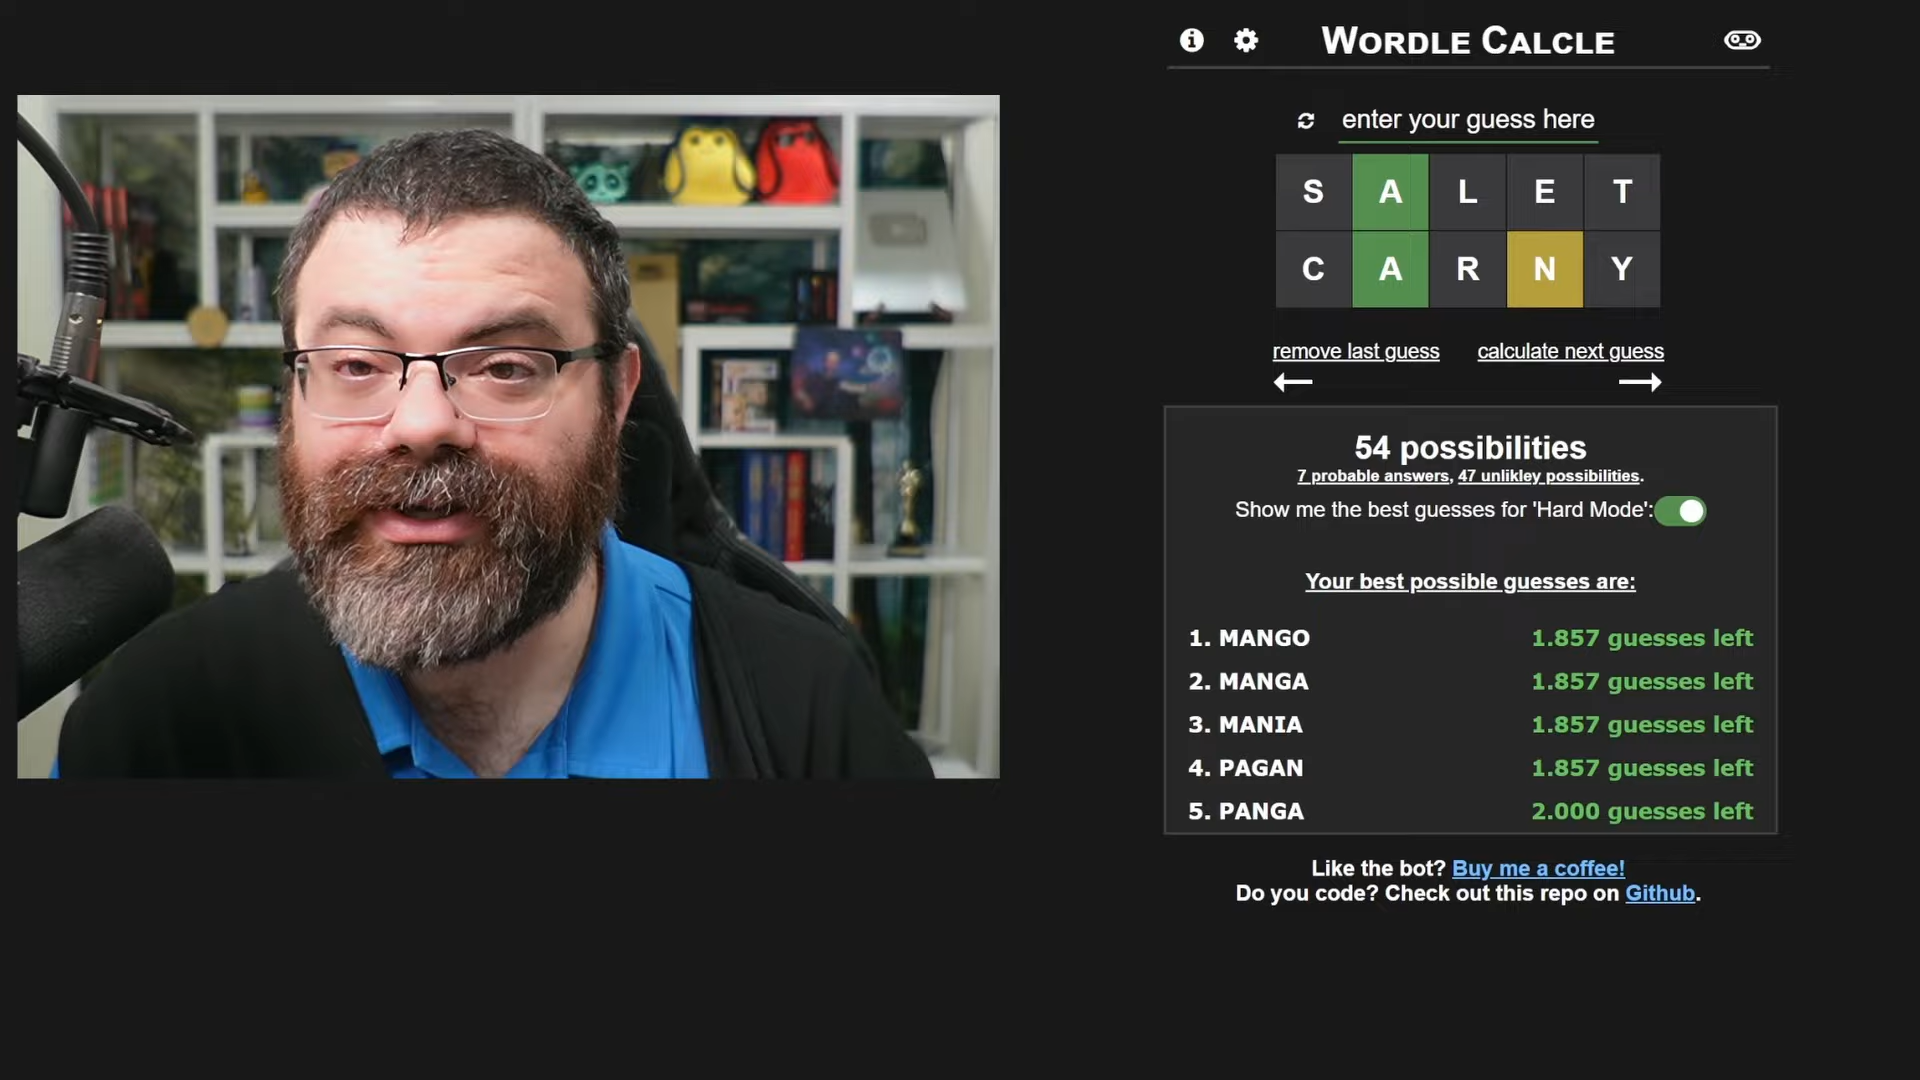 WORDLE CALCLE
enter your guess here
S A L E T
C A R N Y
remove last guess calculate next guess
54 possibilities
7 probable answers, 47 unlikley possibilities.
Show me the best guesses for 'Hard Mode':
Your best possible guesses are:
1. MANGO 1.857 guesses left
2. MANGA 1.857 guesses left
3. MANIA 1.857 guesses left
4. PAGAN 1.857 guesses left
5. PANGA 2.000 guesses left
Like the bot? Buy me a coffee!
Do you code? Check out this repo on Github.